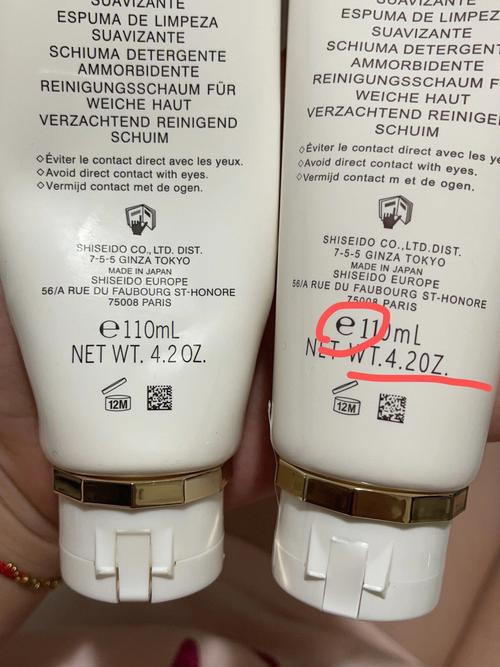 SUAVIZANTE
ESPUMA DE LIMPEZA
SUAVIZANTE
SCHIUMA DETERGENTE
AMMORBIDENTE
REINIGUNGSSCHAUM FÜR
WEICHE HAUT
VERZACHTEND REINIGEND
SCHUIM
◇Éviter le contact direct avec les yeux.
◇Avoid direct contact with eyes.
◇Vermijd contact met de ogen.
SHISEIDO CO., LTD. DIST.
7-5-5 GINZA TOKYO
MADE IN JAPAN
SHISEIDO EUROPE
56/A RUE DU FAUBOURG ST-HONORE
75008 PARIS
℮110mL
NET WT. 4.2 OZ.
12M
SUAVIZANTE
ESPUMA DE LIMPEZ
SUAVIZANTE
SCHIUMA DETERGENT
AMMORBIDENTE
REINIGUNGSSCHAUM F
WEICHE HAUT
VERZACHTEND REINIGE
SCHUIM
◇Éviter le contact direct avec les ye
◇Avoid direct contact with eyes.
◇Vermijd contact m et de ogen.
SHISEIDO CO.,LTD.DIST.
7-5-5 GINZA TOKYO
MADE IN JAPAN
SHISEIDO EUROPE
56/A RUE DU FAUBOURG ST-HONORE
75008 PARIS
℮110mL
NET WT.4.2OZ.
12M